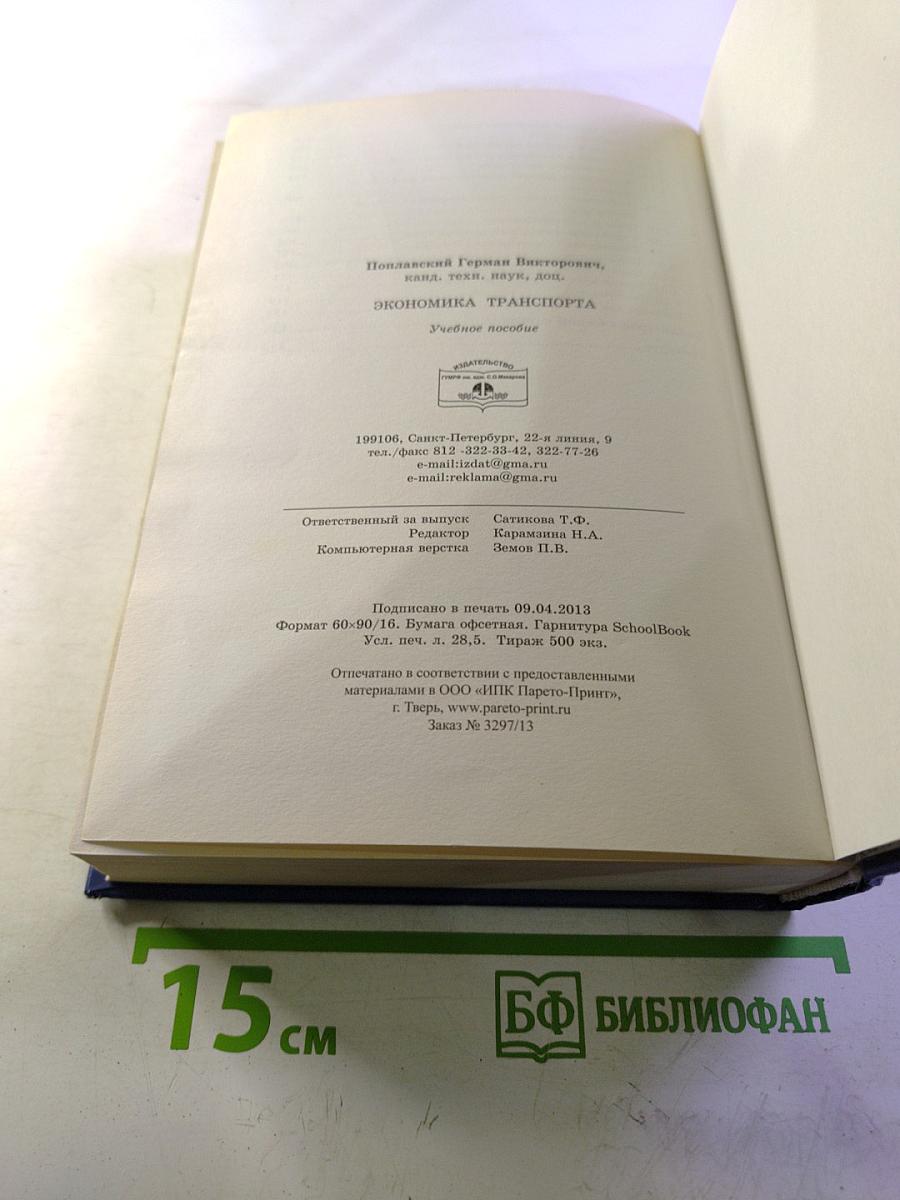 Поплавский Герман Викторович,
канд. техн. наук, доц.
ЭКОНОМИКА ТРАНСПОРТА
Учебное пособие
ИЗДАТЕЛЬСТВО
ГУМРФ им. адм. С.О.Макарова
199106, Санкт-Петербург, 22-я линия, 9
тел./факс 812 -322-33-42, 322-77-26
e-mail:izdat@gma.ru
e-mail:reklama@gma.ru
Ответственный за выпуск Сатикова Т.Ф.
Редактор Карамзина Н.А.
Компьютерная верстка Земов П.В.
Подписано в печать 09.04.2013
Формат 60×90/16. Бумага офсетная. Гарнитура SchoolBook
Усл. печ. л. 28,5. Тираж 500 экз.
Отпечатано в соответствии с предоставленными
материалами в ООО «ИПК Парето-Принт»,
г. Тверь, www.pareto-print.ru
Заказ № 3297/13
15 см
БФ БИБЛИОФАН